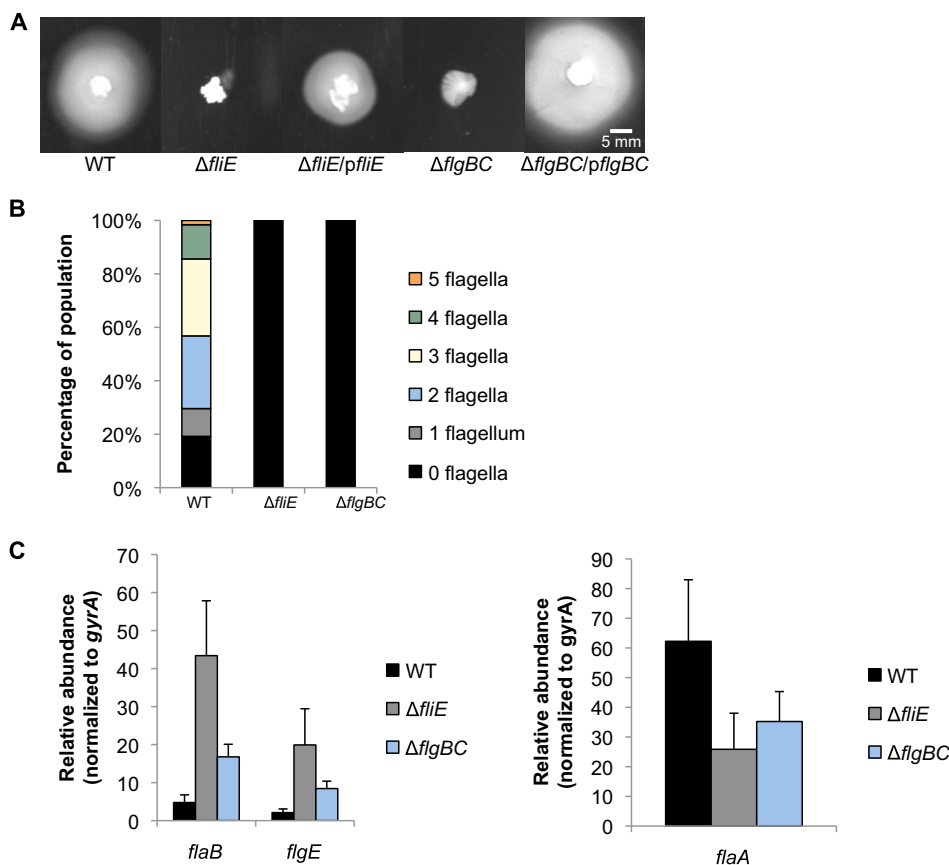 A
5 mm
WT ΔfliE ΔfliE/pfliE ΔflgBC ΔflgBC/pflgBC
B
Percentage of population
100%
80%
60%
40%
20%
0%
WT ΔfliE ΔflgBC
5 flagella
4 flagella
3 flagella
2 flagella
1 flagellum
0 flagella
C
Relative abundance
(normalized to gyrA)
70
60
50
40
30
20
10
0
flaB flgE
WT
ΔfliE
ΔflgBC
Relative abundance
(normalized to gyrA)
90
80
70
60
50
40
30
20
10
0
flaA
WT
ΔfliE
ΔflgBC